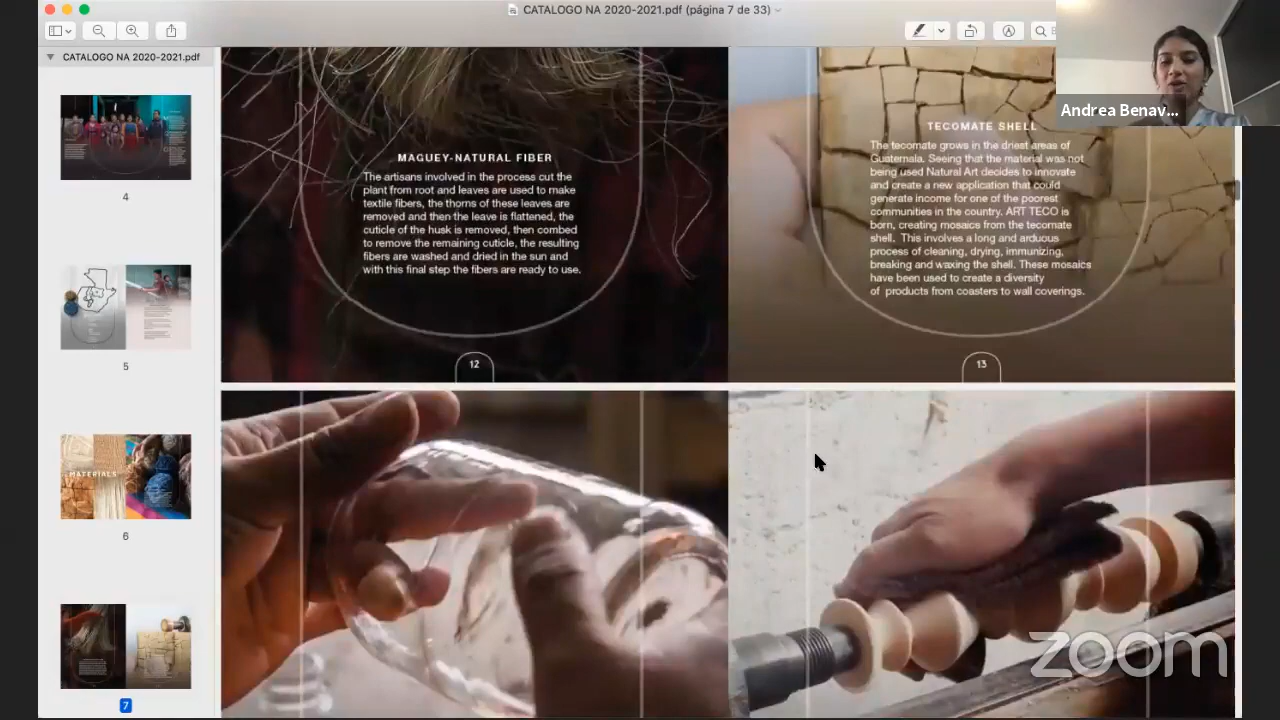 CATALOGO NA 2020-2021.pdf (página 7 de 33)
CATALOGO NA 2020-2021.pdf
Andrea Benav...
4
5
MATERIALS
6
7
MAGUEY-NATURAL FIBER
The artisans involved in the process cut the
plant from root and leaves are used to make
textile fibers, the thorns of these leaves are
removed and then the leave is flattened, the
cuticle of the husk is removed, then combed
to remove the remaining cuticle, the resulting
fibers are washed and dried in the sun and
with this final step the fibers are ready to use.
12
TECOMATE SHELL
The tecomate grows in the driest areas of
Guatemala. Seeing that the material was not
being used Natural Art decides to innovate
and create a new application that could
generate income for one of the poorest
communities in the country. ART TECO is
born, creating mosaics from the tecomate
shell. This involves a long and arduous
process of cleaning, drying, immunizing,
breaking and waxing the shell. These mosaics
have been used to create a diversity
of products from coasters to wall coverings.
13
zoom